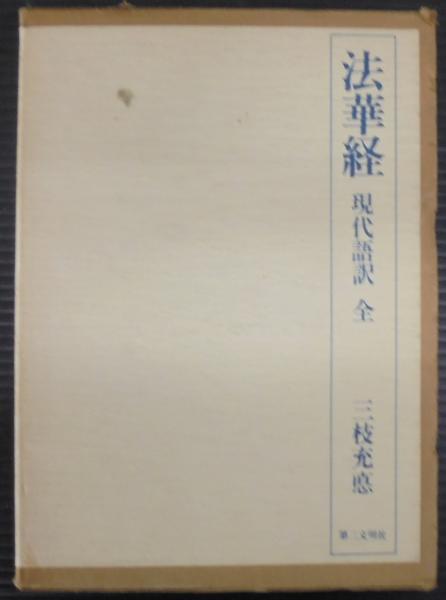 法華経
現代語訳 全
三枝充悳
第三文明社